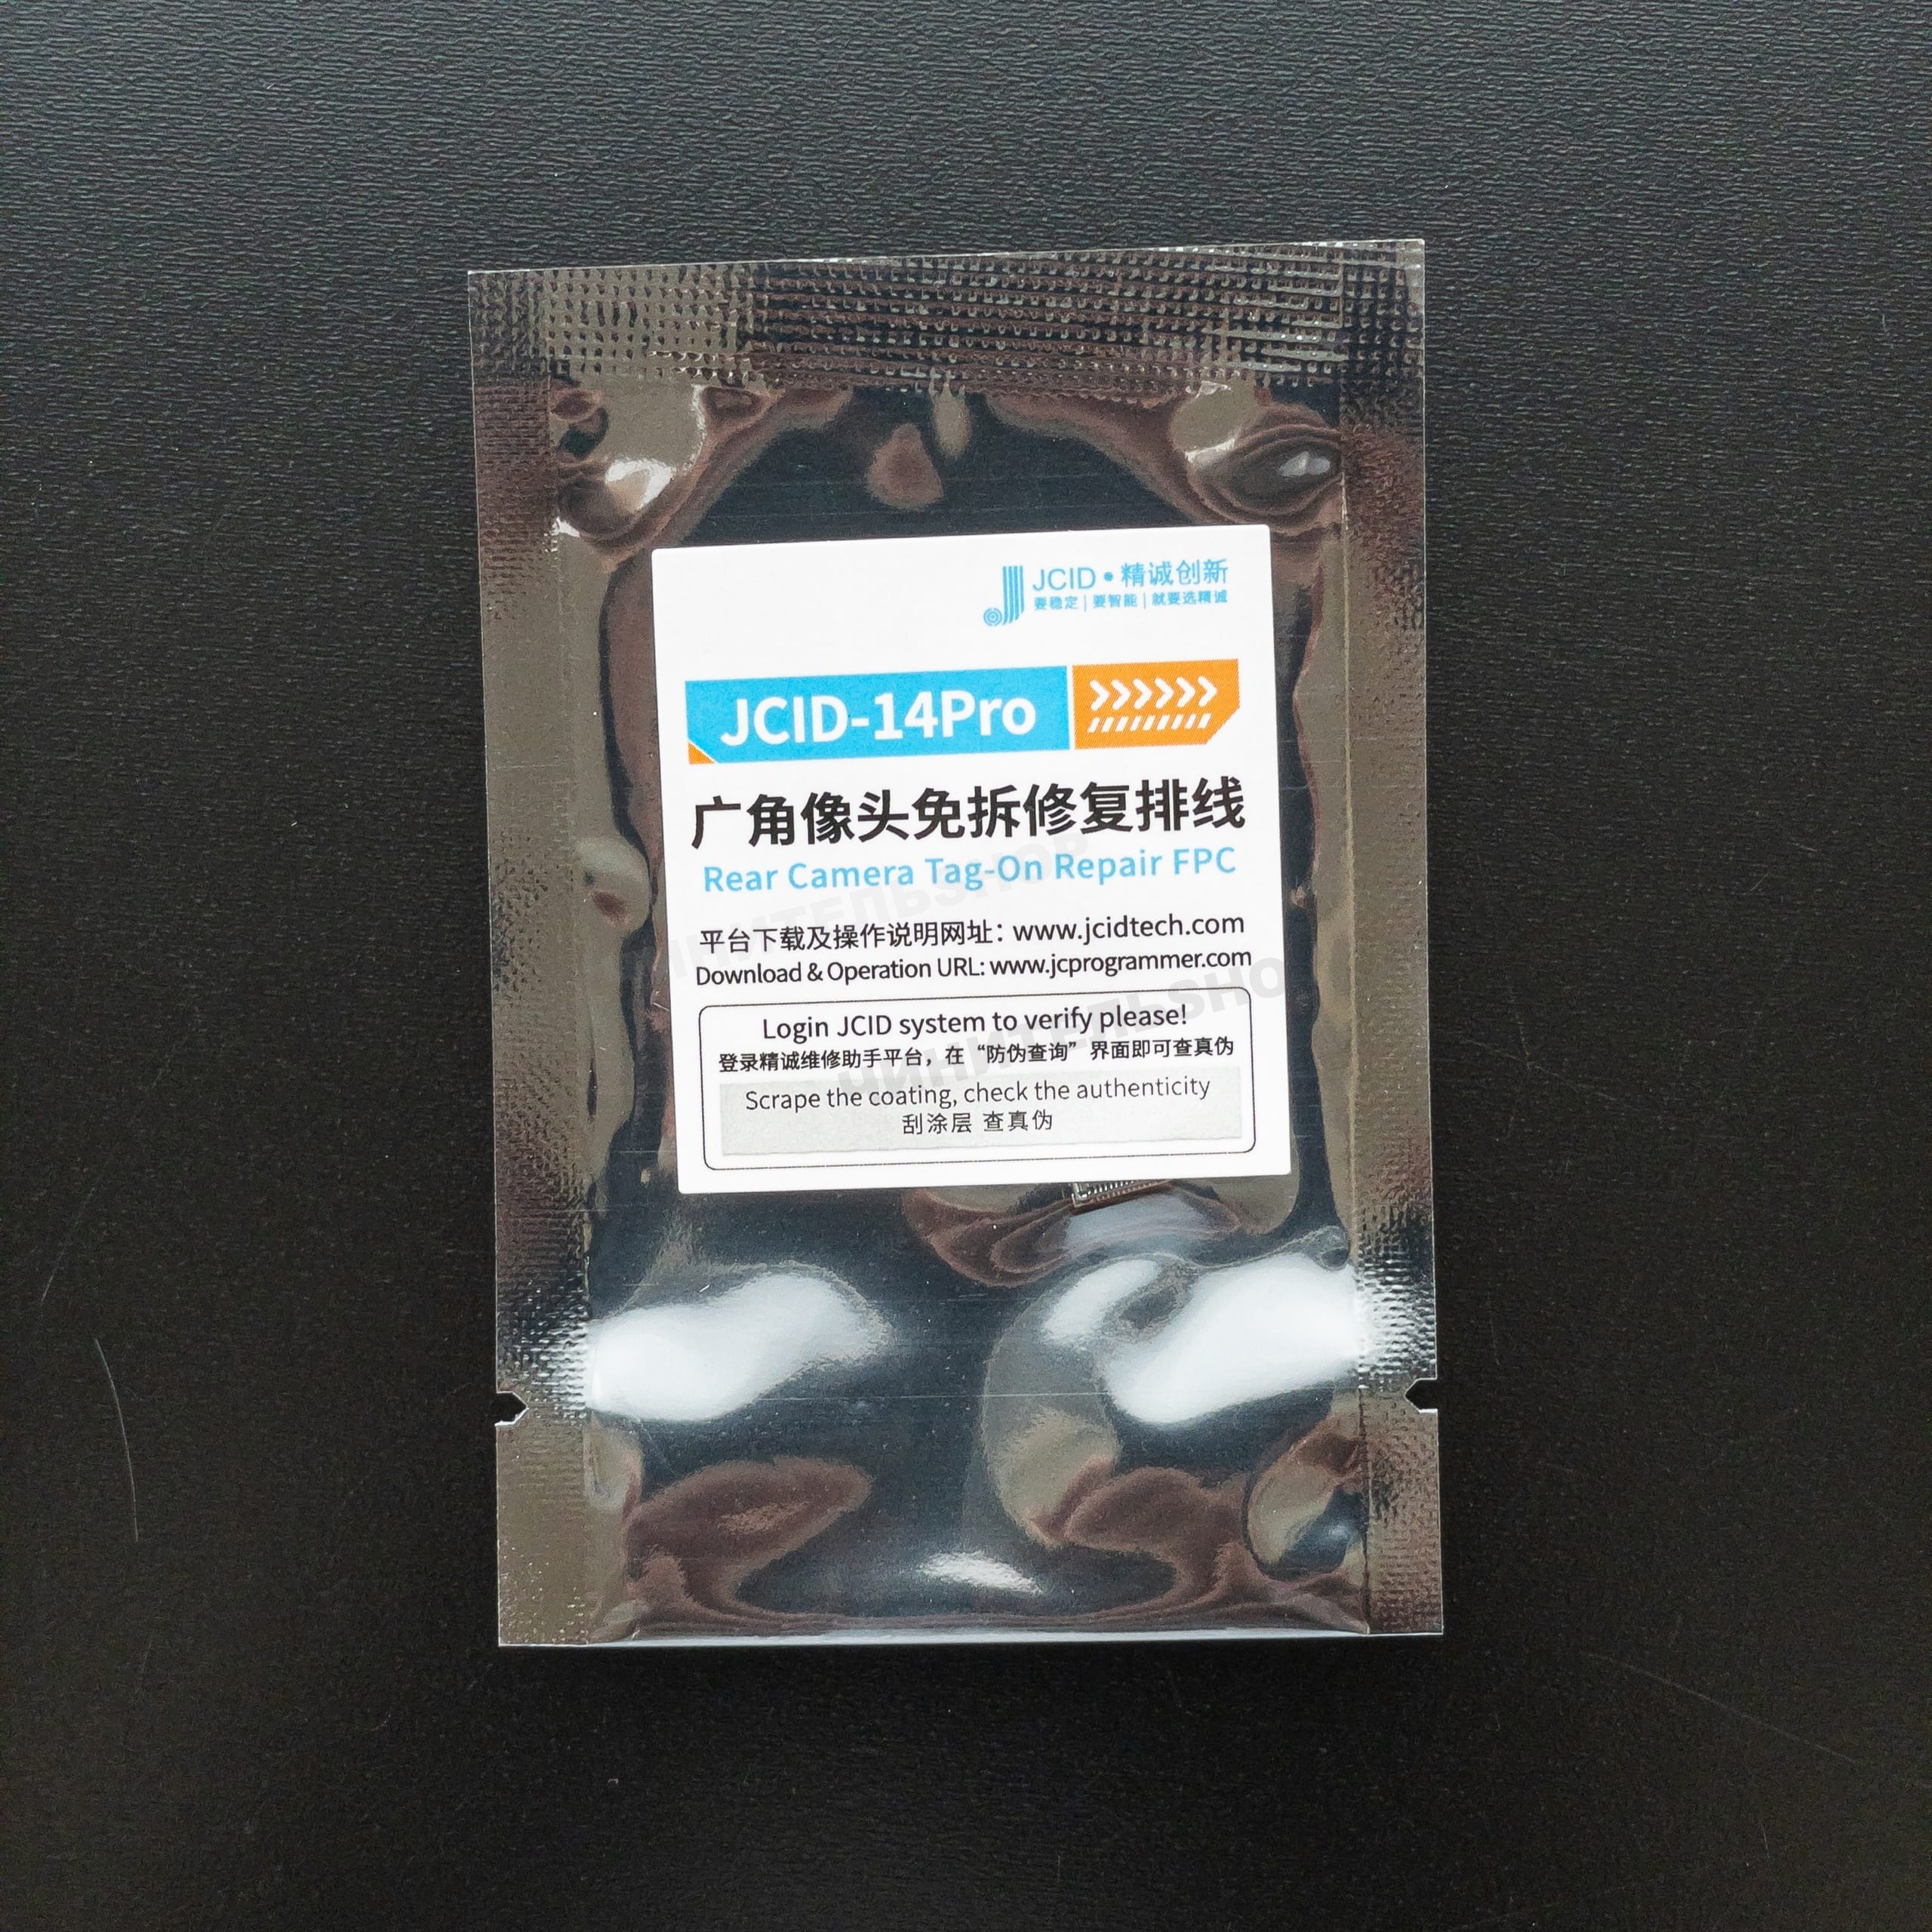 JCID•精诚创新
要稳定|要智能|就要选精诚
JCID-14Pro
广角像头免拆修复排线
Rear Camera Tag-On Repair FPC
平台下载及操作说明网址：www.jcidtech.com
Download & Operation URL: www.jcprogrammer.com
Login JCID system to verify please!
登录精诚维修助手平台，在“防伪查询”界面即可查真伪
Scrape the coating, check the authenticity
刮涂层 查真伪
ЧИНИТЕЛЬSHOP